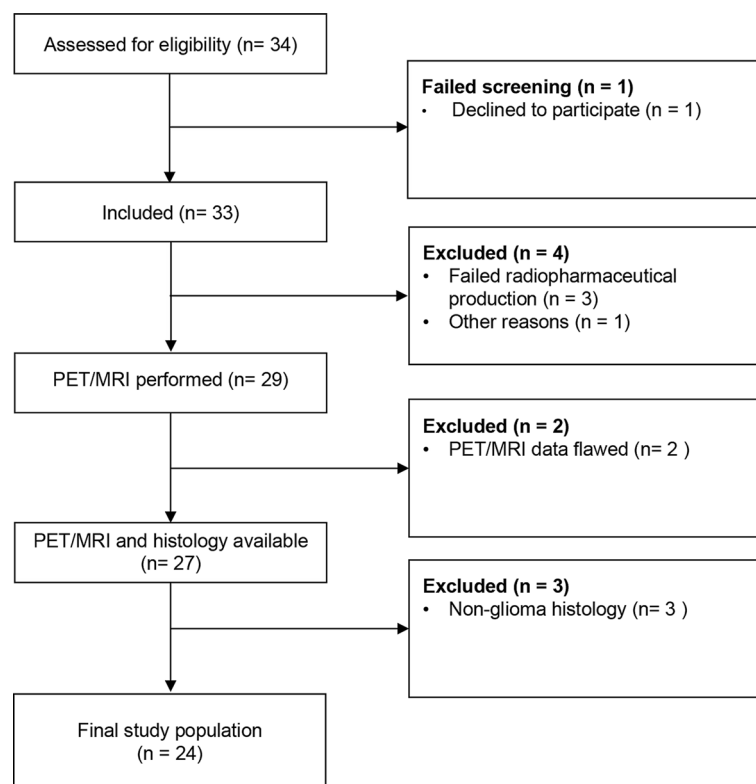 Assessed for eligibility (n= 34)
Failed screening (n = 1)
• Declined to participate (n = 1)
Included (n= 33)
Excluded (n = 4)
• Failed radiopharmaceutical
production (n = 3)
• Other reasons (n = 1)
PET/MRI performed (n= 29)
Excluded (n = 2)
• PET/MRI data flawed (n= 2 )
PET/MRI and histology available
(n= 27)
Excluded (n = 3)
• Non-glioma histology (n= 3 )
Final study population
(n = 24)